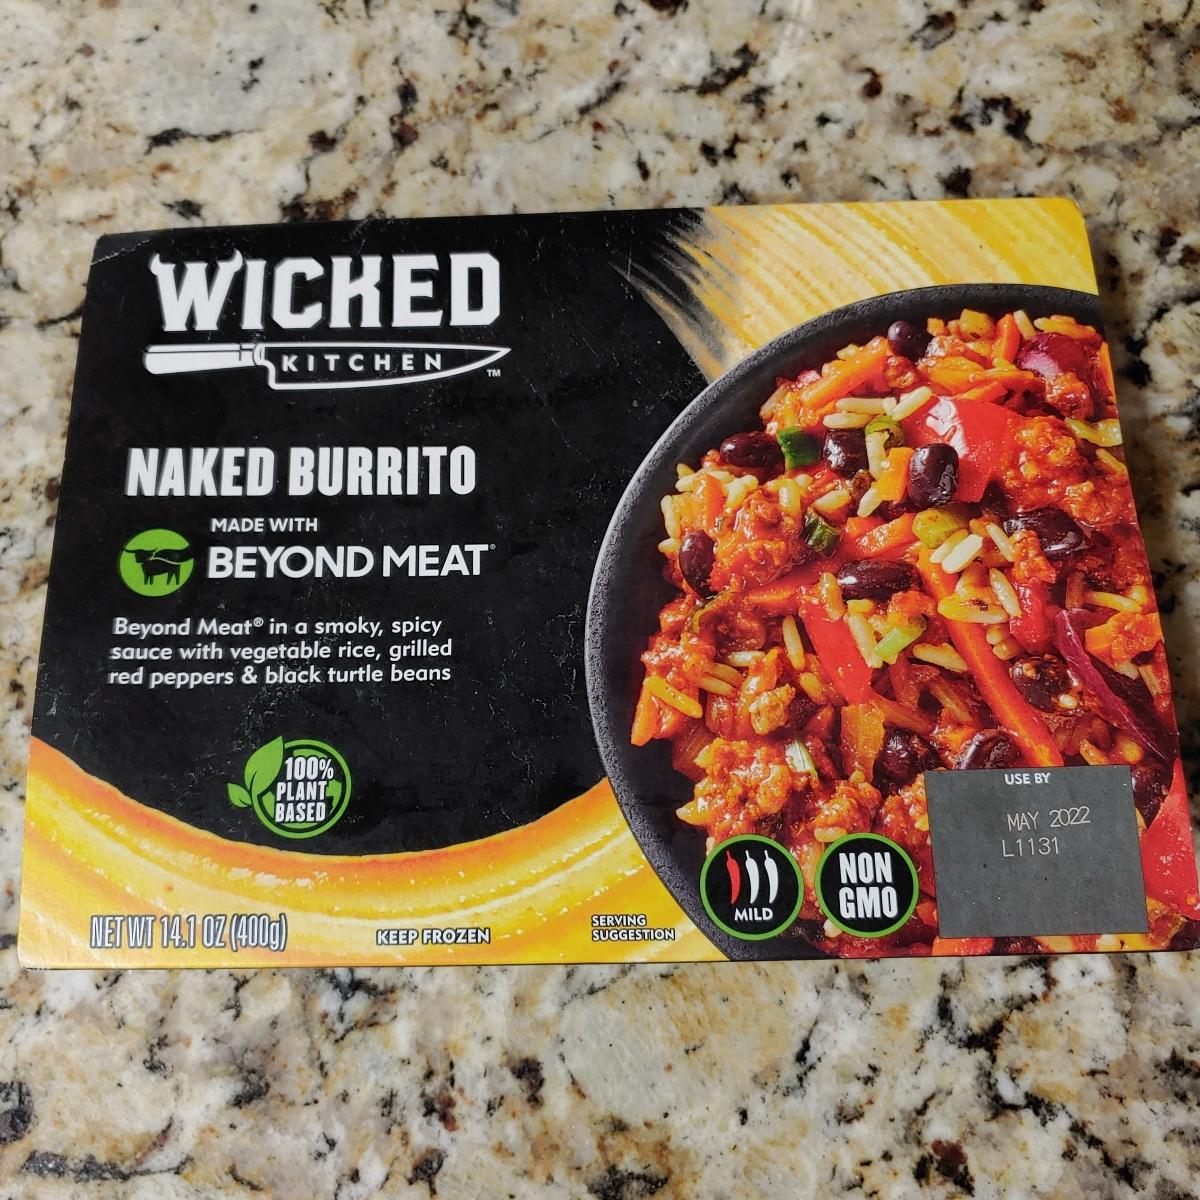 WICKED
KITCHEN ™
NAKED BURRITO
MADE WITH
BEYOND MEAT®
Beyond Meat® in a smoky, spicy
sauce with vegetable rice, grilled
red peppers & black turtle beans
100%
PLANT
BASED
NET WT 14.1 OZ (400g)
KEEP FROZEN
SERVING
SUGGESTION
MILD
NON
GMO
USE BY
MAY 2022
L1131